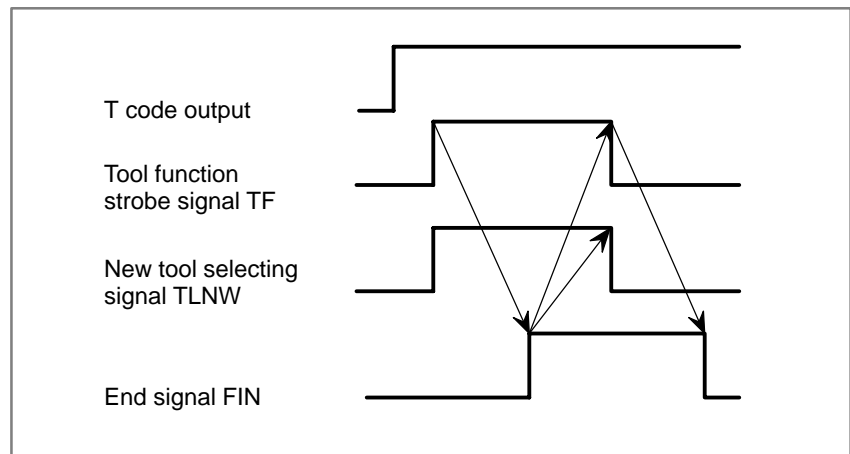 T code output
Tool function
strobe signal TF
New tool selecting
signal TLNW
End signal FIN